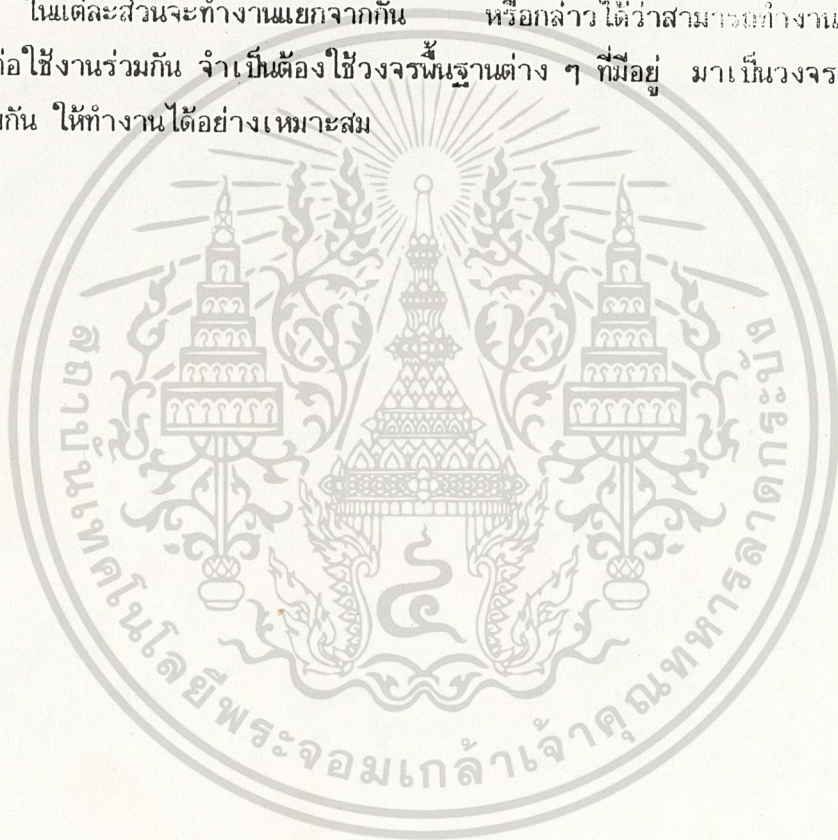 ในแต่ละส่วนจะทำงานแยกจากกัน หรือกล่าวได้ว่าสามารถทำงาน
ต่อใช้งานร่วมกัน จำเป็นต้องใช้วงจรพื้นฐานต่าง ๆ ที่มีอยู่ มาเป็นวงจร
กัน ให้ทำงานได้อย่างเหมาะสม
สถาบันเทคโนโลยีพระจอมเกล้าเจ้าคุณทหารลาดกระบัง